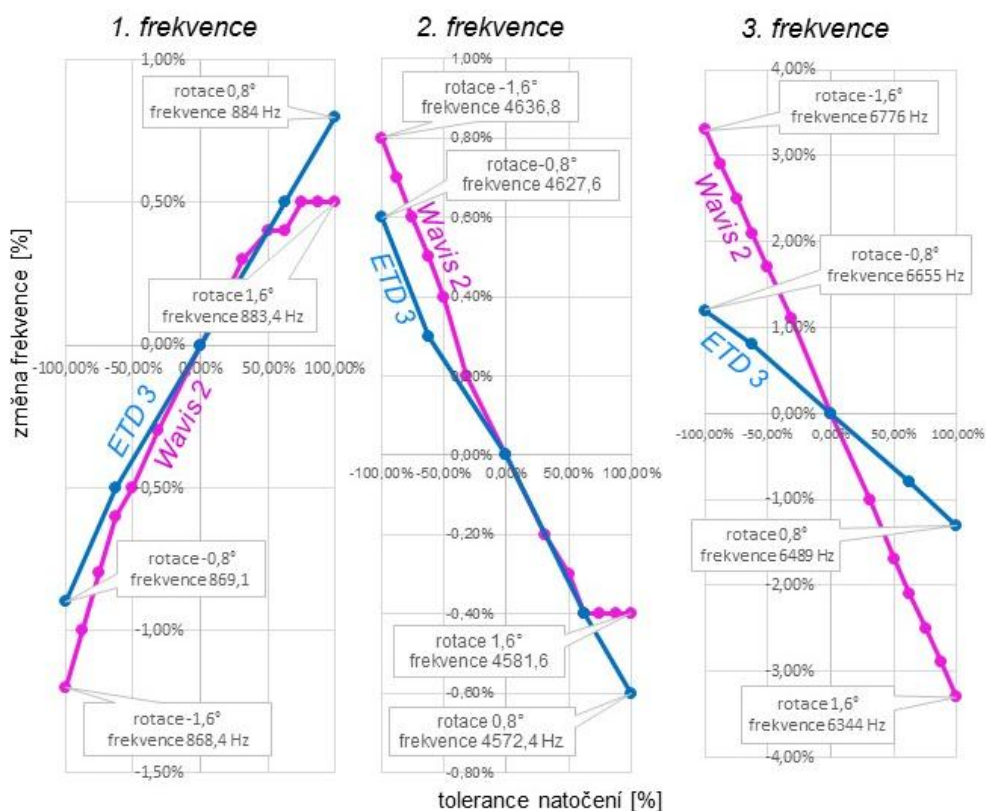 1. frekvence
2. frekvence
3. frekvence
změna frekvence [%]
1,00%
0,50%
0,00%
-100,00%
-50,00%
0,00%
50,00%
100,00%
-0,50%
-1,00%
-1,50%
rotace 0,8°
frekvence 884 Hz
rotace 1,6°
frekvence 883,4 Hz
ETD 3
Wavis 2
rotace -0,8°
frekvence 869,1
rotace -1,6°
frekvence 868,4 Hz
1,00%
0,80%
0,60%
0,40%
0,20%
0,00%
-100,00%
-50,00%
0,00%
50,00%
100,00%
-0,20%
-0,40%
-0,60%
-0,80%
rotace -1,6°
frekvence 4636,8
rotace-0,8°
frekvence 4627,6
Wavis 2
ETD 3
rotace 1,6°
frekvence 4581,6
rotace 0,8°
frekvence 4572,4 Hz
4,00%
3,00%
2,00%
1,00%
0,00%
-100,00%
-50,00%
0,00%
50,00%
100,00%
-1,00%
-2,00%
-3,00%
-4,00%
rotace -1,6°
frekvence 6776 Hz
Wavis 2
rotace -0,8°
frekvence 6655 Hz
ETD 3
rotace 0,8°
frekvence 6489 Hz
rotace 1,6°
frekvence 6344 Hz
tolerance natočení [%]